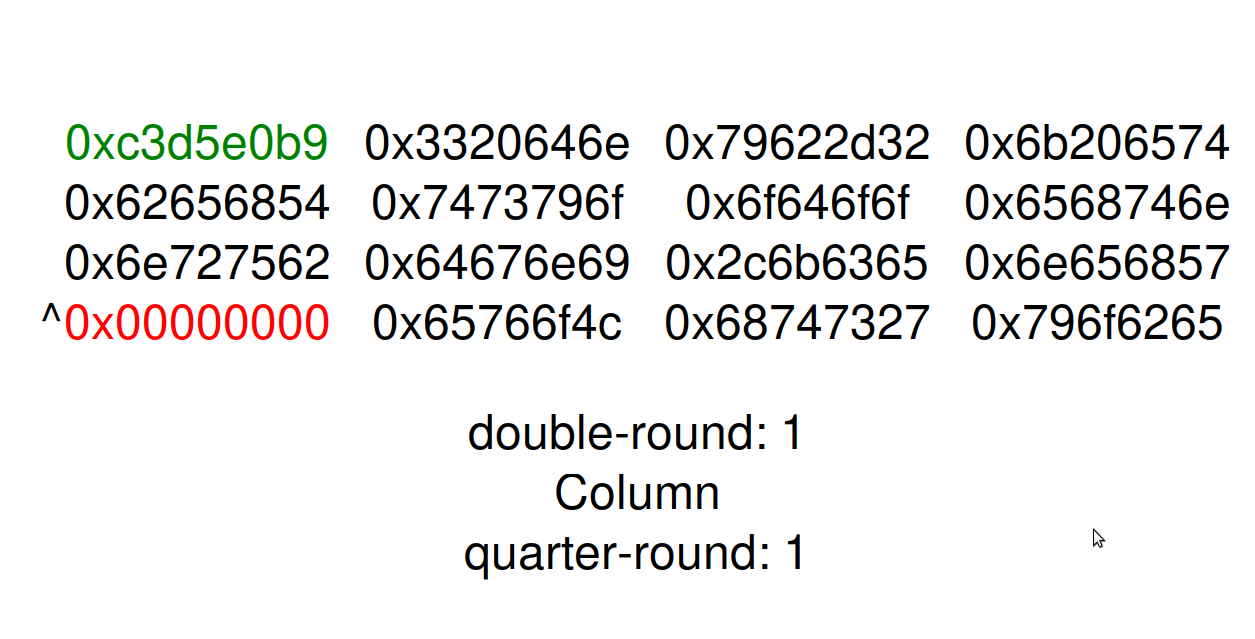 0xc3d5e0b9 0x3320646e 0x79622d32 0x6b206574
0x62656854 0x7473796f 0x6f646f6f 0x6568746e
0x6e727562 0x64676e69 0x2c6b6365 0x6e656857
^0x00000000 0x65766f4c 0x68747327 0x796f6265
double-round: 1
Column
quarter-round: 1